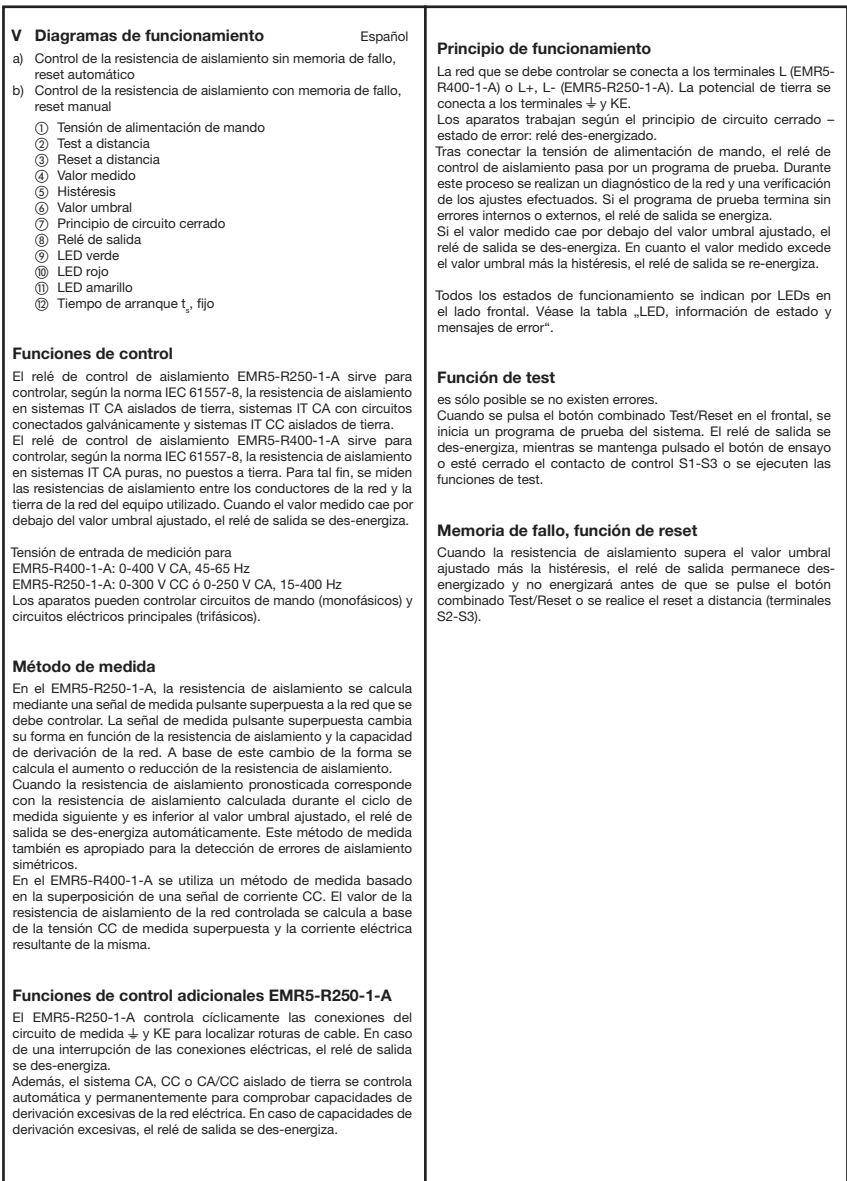 V Diagramas de funcionamiento Español
a) Control de la resistencia de aislamiento sin memoria de fallo,
reset automático
b) Control de la resistencia de aislamiento con memoria de fallo,
reset manual
① Tensión de alimentación de mando
② Test a distancia
③ Reset a distancia
④ Valor medido
⑤ Histéresis
⑥ Valor umbral
⑦ Principio de circuito cerrado
⑧ Relé de salida
⑨ LED verde
⑩ LED rojo
⑪ LED amarillo
⑫ Tiempo de arranque ts, fijo
Funciones de control
El relé de control de aislamiento EMR5-R250-1-A sirve para
controlar, según la norma IEC 61557-8, la resistencia de aislamiento
en sistemas IT CA aislados de tierra, sistemas IT CA con circuitos
conectados galvánicamente y sistemas IT CC aislados de tierra.
El relé de control de aislamiento EMR5-R400-1-A sirve para
controlar, según la norma IEC 61557-8, la resistencia de aislamiento
en sistemas IT CA puras, no puestos a tierra. Para tal fin, se miden
las resistencias de aislamiento entre los conductores de la red y la
tierra de la red del equipo utilizado. Cuando el valor medido cae por
debajo del valor umbral ajustado, el relé de salida se des-energiza.
Tensión de entrada de medición para
EMR5-R400-1-A: 0-400 V CA, 45-65 Hz
EMR5-R250-1-A: 0-300 V CC ó 0-250 V CA, 15-400 Hz
Los aparatos pueden controlar circuitos de mando (monofásicos) y
circuitos eléctricos principales (trifásicos).
Método de medida
En el EMR5-R250-1-A, la resistencia de aislamiento se calcula
mediante una señal de medida pulsante superpuesta a la red que se
debe controlar. La señal de medida pulsante superpuesta cambia
su forma en función de la resistencia de aislamiento y la capacidad
de derivación de la red. A base de este cambio de la forma se
calcula el aumento o reducción de la resistencia de aislamiento.
Cuando la resistencia de aislamiento pronosticada corresponde
con la resistencia de aislamiento calculada durante el ciclo de
medida siguiente y es inferior al valor umbral ajustado, el relé de
salida se des-energiza automáticamente. Este método de medida
también es apropiado para la detección de errores de aislamiento
simétricos.
En el EMR5-R400-1-A se utiliza un método de medida basado
en la superposición de una señal de corriente CC. El valor de la
resistencia de aislamiento de la red controlada se calcula a base
de la tensión CC de medida superpuesta y la corriente eléctrica
resultante de la misma.
Funciones de control adicionales EMR5-R250-1-A
El EMR5-R250-1-A controla cíclicamente las conexiones del
circuito de medida ⏚ y KE para localizar roturas de cable. En caso
de una interrupción de las conexiones eléctricas, el relé de salida
se des-energiza.
Además, el sistema CA, CC o CA/CC aislado de tierra se controla
automática y permanentemente para comprobar capacidades de
derivación excesivas de la red eléctrica. En caso de capacidades de
derivación excesivas, el relé de salida se des-energiza.
Principio de funcionamiento
La red que se debe controlar se conecta a los terminales L (EMR5-
R400-1-A) o L+, L- (EMR5-R250-1-A). La potencial de tierra se
conecta a los terminales ⏚ y KE.
Los aparatos trabajan según el principio de circuito cerrado –
estado de error: relé des-energizado.
Tras conectar la tensión de alimentación de mando, el relé de
control de aislamiento pasa por un programa de prueba. Durante
este proceso se realizan un diagnóstico de la red y una verificación
de los ajustes efectuados. Si el programa de prueba termina sin
errores internos o externos, el relé de salida se energiza.
Si el valor medido cae por debajo del valor umbral ajustado, el
relé de salida se des-energiza. En cuanto el valor medido excede
el valor umbral más la histéresis, el relé de salida se re-energiza.
Todos los estados de funcionamiento se indican por LEDs en
el lado frontal. Véase la tabla „LED, información de estado y
mensajes de error“.
Función de test
es sólo posible se no existen errores.
Cuando se pulsa el botón combinado Test/Reset en el frontal, se
inicia un programa de prueba del sistema. El relé de salida se
des-energiza, mientras se mantenga pulsado el botón de ensayo
o esté cerrado el contacto de control S1-S3 o se ejecuten las
funciones de test.
Memoria de fallo, función de reset
Cuando la resistencia de aislamiento supera el valor umbral
ajustado más la histéresis, el relé de salida permanece des-
energizado y no energizará antes de que se pulse el botón
combinado Test/Reset o se realice el reset a distancia (terminales
S2-S3).